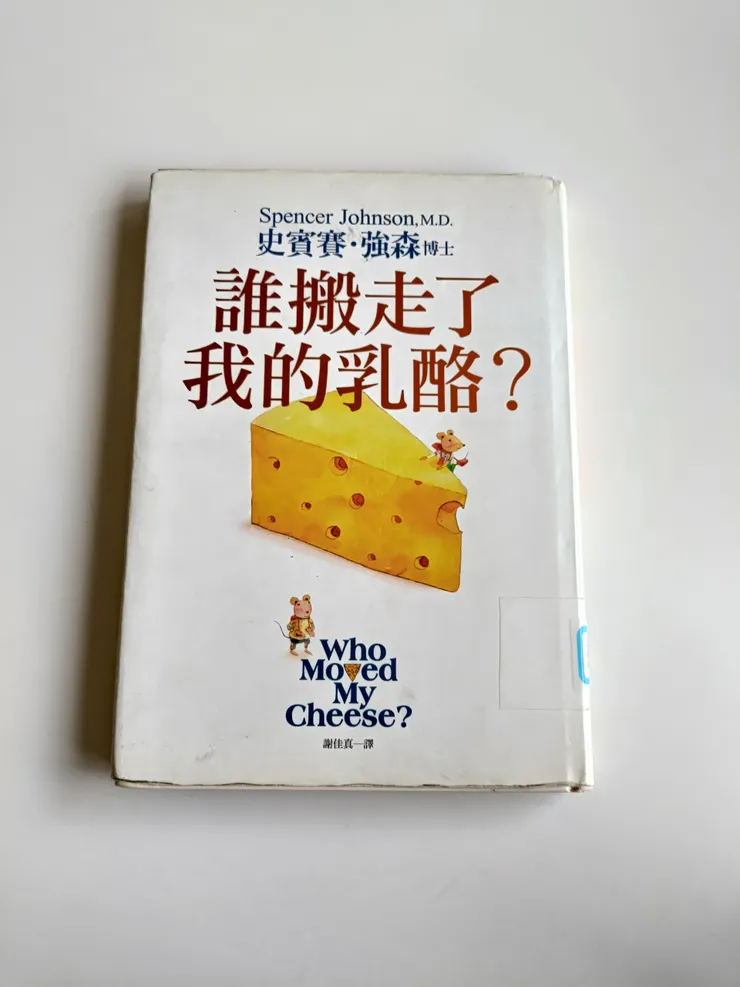 Spencer Johnson, M.D.
史賓賽·強森博士
誰搬走了
我的乳酪?
Who
Moved
My
Cheese?
謝佳真—譯